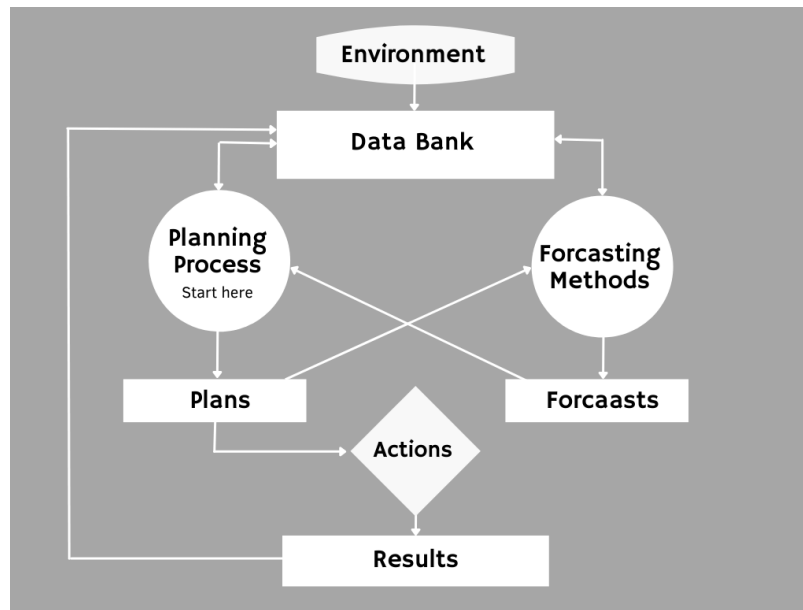 Environment
Data Bank
Planning
Process
Start here
Forcasting
Methods
Plans
Forcaasts
Actions
Results